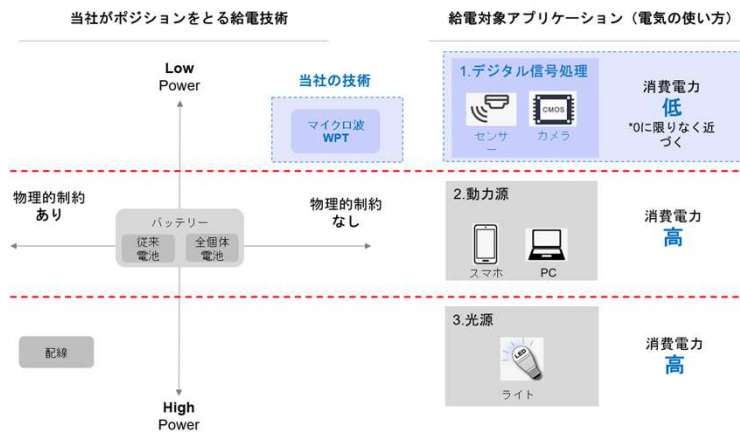 当社がポジションをとる給電技術
Low
Power
当社の技術
マイクロ波
WPT
物理的制約
あり
物理的制約
なし
バッテリー
従来
電池
全個体
電池
配線
High
Power
給電対象アプリケーション（電気の使い方）
1.デジタル信号処理
CMOS
センサ
ー
カメラ
消費電力
低
*0に限りなく近
づく
2.動力源
スマホ
PC
消費電力
高
3.光源
LED
ライト
消費電力
高